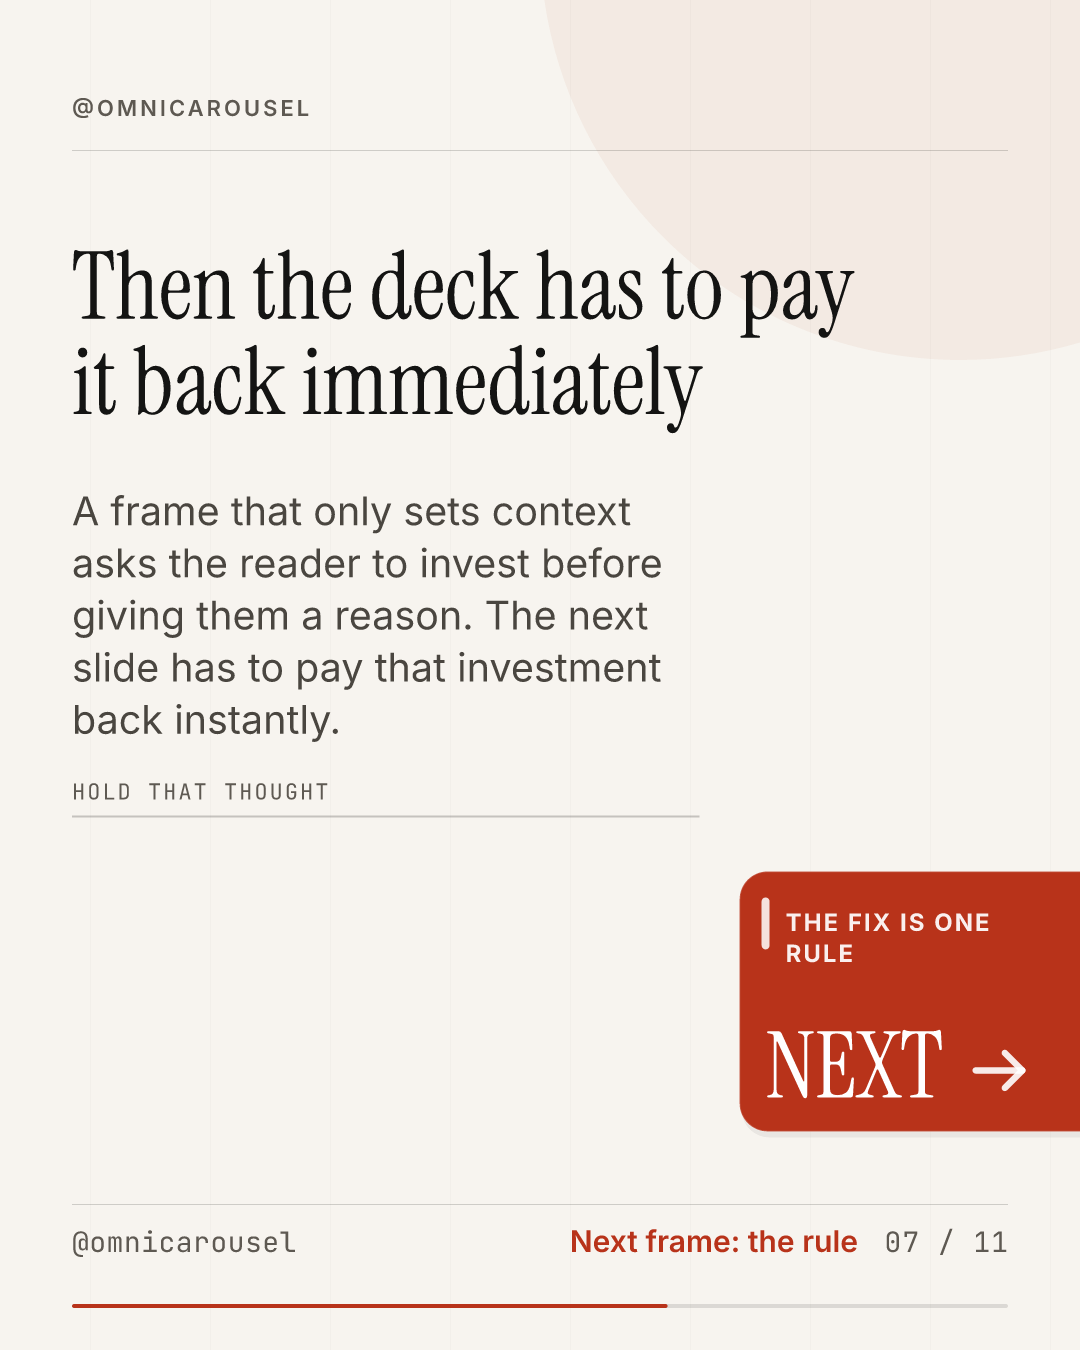 @OMNICAROUSEL
Then the deck has to pay
it back immediately
A frame that only sets context
asks the reader to invest before
giving them a reason. The next
slide has to pay that investment
back instantly.
HOLD THAT THOUGHT
THE FIX IS ONE
RULE
NEXT →
@omnicarousel
Next frame: the rule 07 / 11